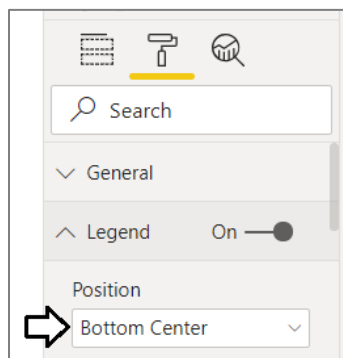 Search
General
Legend On
Position
Bottom Center